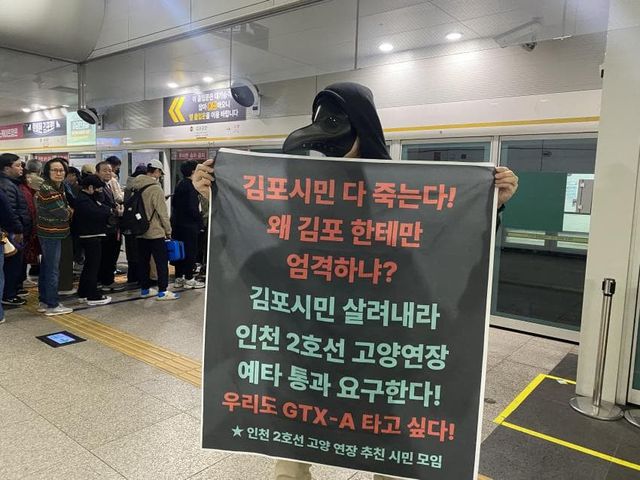 김포시민 다 죽는다!
왜 김포 한테만
엄격하냐?
김포시민 살려내라
인천 2호선 고양연장
예타 통과 요구한다!
우리도 GTX-A 타고 싶다!
★ 인천 2호선 고양 연장 추진 시민 모임